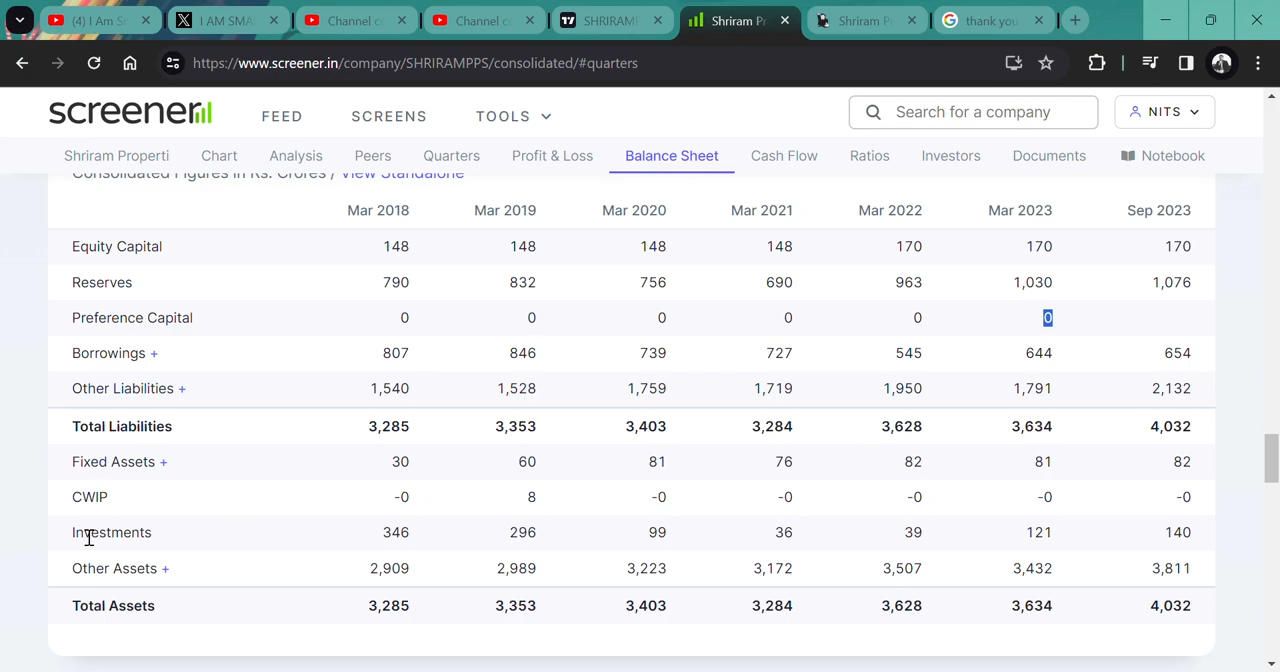 (4) I Am S
I AM SMA
Channel c
Channel c
SHRIRAM
Shriram Pr
Shriram P
thank you
https://www.screener.in/company/SHRIRAMPPS/consolidated/#quarters
screener
FEED
SCREENS
TOOLS
Search for a company
NITS
Shriram Properti
Chart
Analysis
Peers
Quarters
Profit & Loss
Balance Sheet
Cash Flow
Ratios
Investors
Documents
Notebook
Consolidated Figures in Rs. Crores / View Standalone
Mar 2018 Mar 2019 Mar 2020 Mar 2021 Mar 2022 Mar 2023 Sep 2023
Equity Capital 148 148 148 148 170 170 170
Reserves 790 832 756 690 963 1,030 1,076
Preference Capital 0 0 0 0 0 0
Borrowings + 807 846 739 727 545 644 654
Other Liabilities + 1,540 1,528 1,759 1,719 1,950 1,791 2,132
Total Liabilities 3,285 3,353 3,403 3,284 3,628 3,634 4,032
Fixed Assets + 30 60 81 76 82 81 82
CWIP -0 8 -0 -0 -0 -0 -0
Investments 346 296 99 36 39 121 140
Other Assets + 2,909 2,989 3,223 3,172 3,507 3,432 3,811
Total Assets 3,285 3,353 3,403 3,284 3,628 3,634 4,032